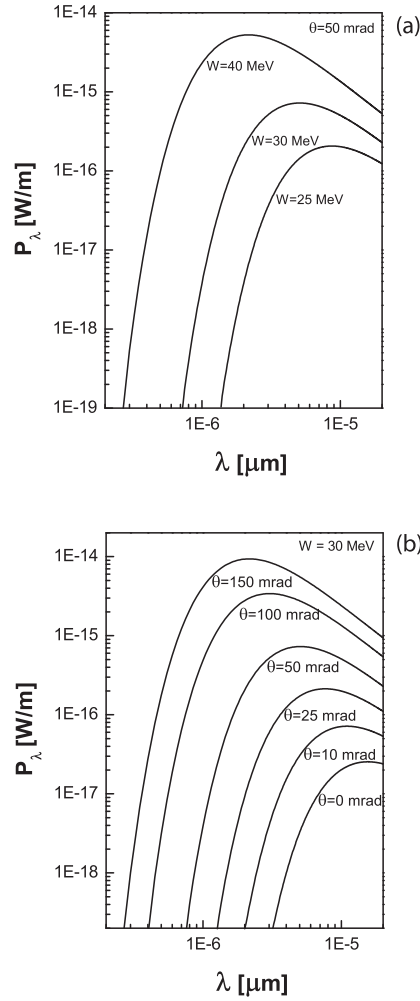 (a)
θ=50 mrad
1E-14
W=40 MeV
1E-15
W=30 MeV
1E-16
W=25 MeV
1E-17
1E-18
1E-19
Pλ [W/m]
1E-6 1E-5
λ [μm]
(b)
W = 30 MeV
1E-14
θ=150 mrad
θ=100 mrad
1E-15
θ=50 mrad
1E-16
θ=25 mrad
θ=10 mrad
1E-17
θ=0 mrad
1E-18
Pλ [W/m]
1E-6 1E-5
λ [μm]